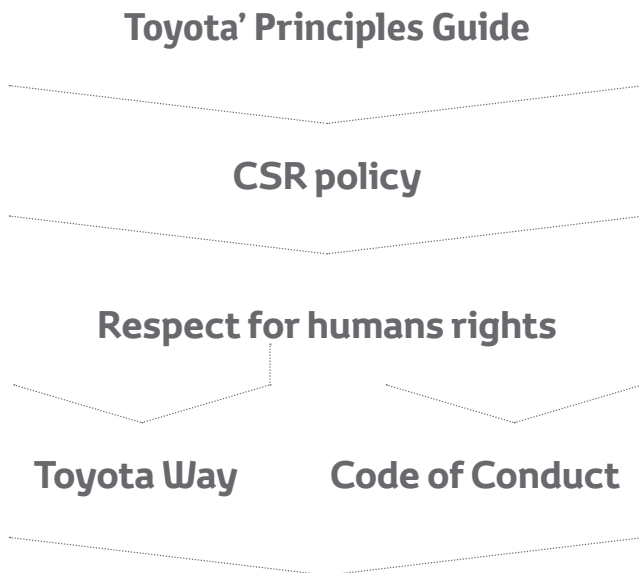 Toyota’ Principles Guide
CSR policy
Respect for humans rights
Toyota Way
Code of Conduct